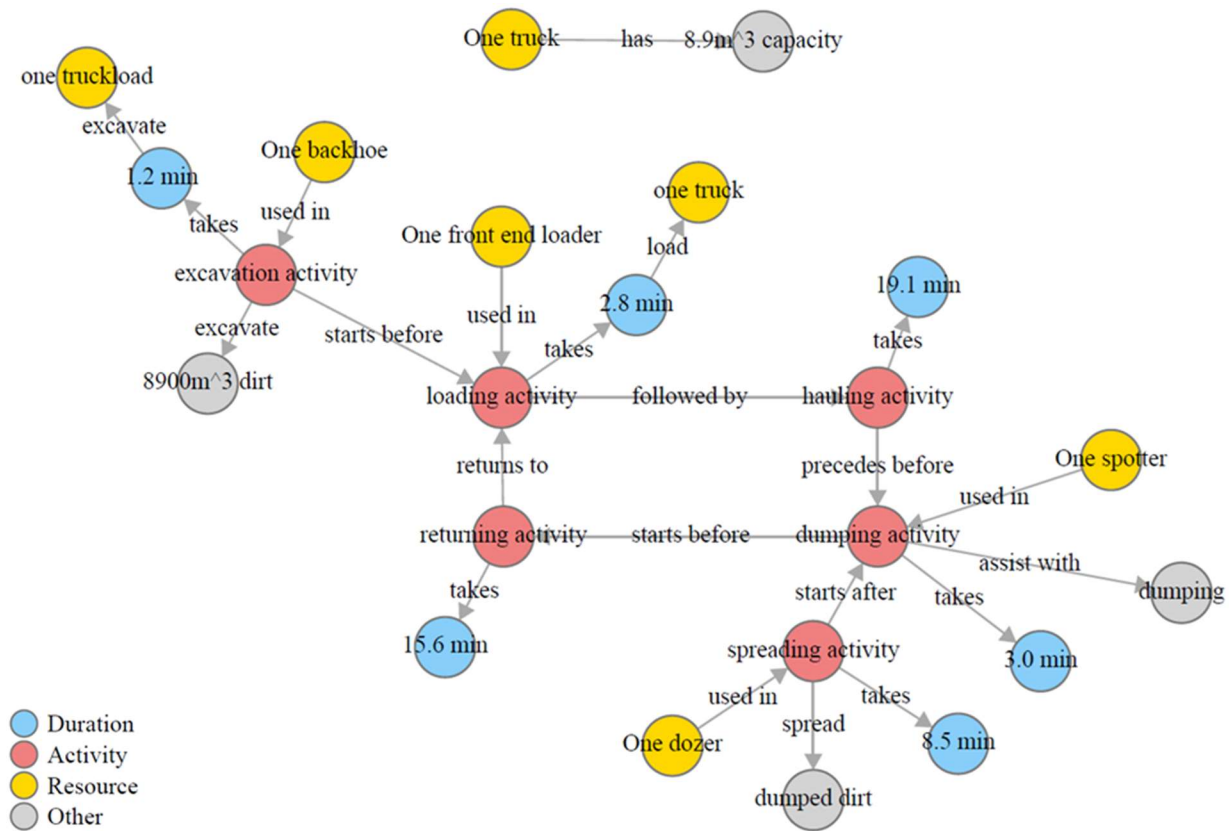 One truck
has
8.9m^3 capacity
one truckload
excavate
1.2 min
takes
One backhoe
used in
excavation activity
excavate
8900m^3 dirt
starts before
One front end loader
used in
one truck
load
2.8 min
takes
loading activity
followed by
hauling activity
takes
19.1 min
precedes before
returns to
returning activity
starts before
dumping activity
used in
One spotter
assist with
dumping
takes
3.0 min
takes
15.6 min
starts after
spreading activity
used in
One dozer
spread
dumped dirt
takes
8.5 min
Duration
Activity
Resource
Other